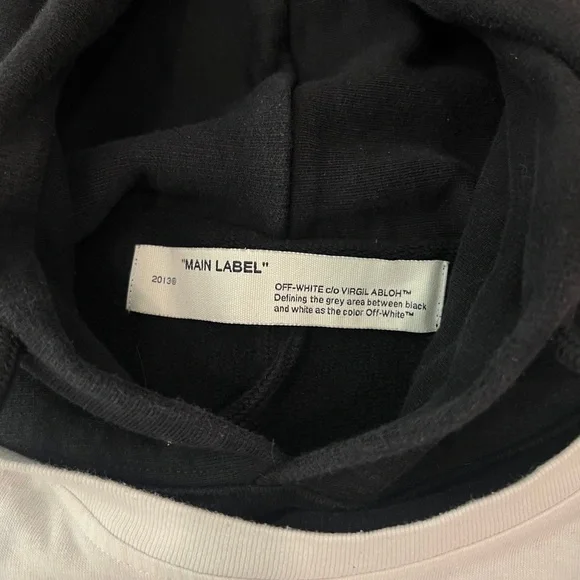 "MAIN LABEL"
2013®
OFF-WHITE c/o VIRGIL ABLOH™
Defining the grey area between black
and white as the color Off-White™